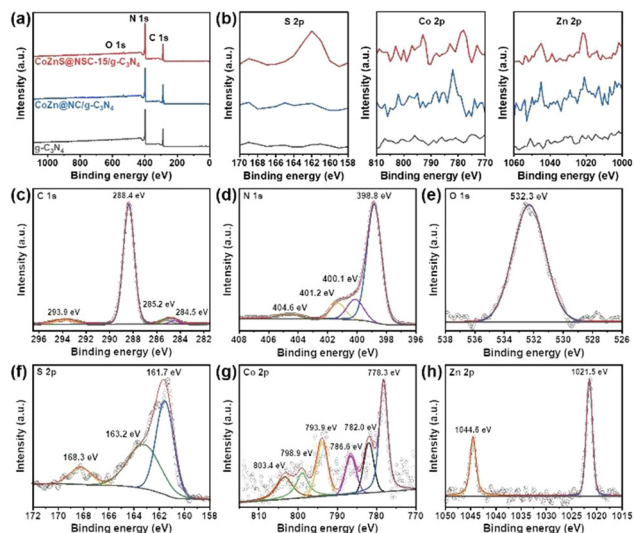 (a)
N 1s
O 1s
C 1s
CoZnS@NSC-15/g-C₃N₄
CoZn@NC/g-C₃N₄
g-C₃N₄
Intensity (a.u.)
1000 800 600 400 200 0
Binding energy (eV)
(b)
S 2p
Co 2p
Zn 2p
Intensity (a.u.)
170 168 166 164 162 160 158
810 800 790 780 770
1060 1040 1020 1000
Binding energy (eV)
(c)
C 1s
288.4 eV
293.9 eV
285.2 eV
284.5 eV
Intensity (a.u.)
296 294 292 290 288 286 284 282
Binding energy (eV)
(d)
N 1s
398.8 eV
400.1 eV
401.2 eV
404.6 eV
Intensity (a.u.)
408 406 404 402 400 398 396
Binding energy (eV)
(e)
O 1s
532.3 eV
Intensity (a.u.)
538 536 534 532 530 528 526
Binding energy (eV)
(f)
S 2p
161.7 eV
163.2 eV
168.3 eV
Intensity (a.u.)
172 170 168 166 164 162 160 158
Binding energy (eV)
(g)
Co 2p
778.3 eV
793.9 eV
782.0 eV
786.6 eV
798.9 eV
803.4 eV
Intensity (a.u.)
810 800 790 780 770
Binding energy (eV)
(h)
Zn 2p
1021.5 eV
1044.6 eV
Intensity (a.u.)
1050 1045 1040 1035 1030 1025 1020 1015
Binding energy (eV)